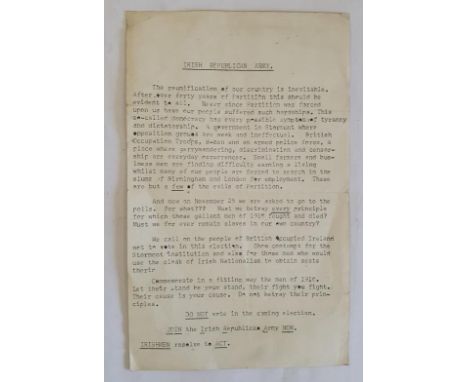 IRISH REPUBLICAN ARMY.
The reunification of our country is inevitable.
After over forty years of Partition this should be
evident to all. Never since Partition was forced
upon us have our people suffered such harsships. This
so-called democracy has every possible symptom of tyranny
and dictatorship. A government in Stormont where
opposition groups are weak and ineffectual. British
Occupation Troops, B-men and an armed police force, a
place where gerrymandering, discrimination and censor-
ship are everyday occurrences. Small farmers and bus-
iness men are finding difficulty earning a living
whilst many of our people are forced to search in the
slums of Birmingham and London for employment. These
are but a few of the evils of Partition.
And now on November 25 we are asked to go to the
polls. For what??? Must we betray every principle
for which these gallant men of 1916 fought and died?
Must we for ever remain slaves in our own country?
We call on the people of British Occupied Ireland
not to vote in this election. Show contempt for the
Stormont institution and also for those men who would
use the cloak of Irish Nationalism to obtain seats
therir
Commemorate in a fitting way the men of 1916.
Let their stand be your stand, their fight you fight.
Their cause is your cause. Do not betray their prin-
ciples.
DO NOT vote in the coming election.
JOIN the Irish Republican Army NOW.
IRISHMEN resolve to ACT.